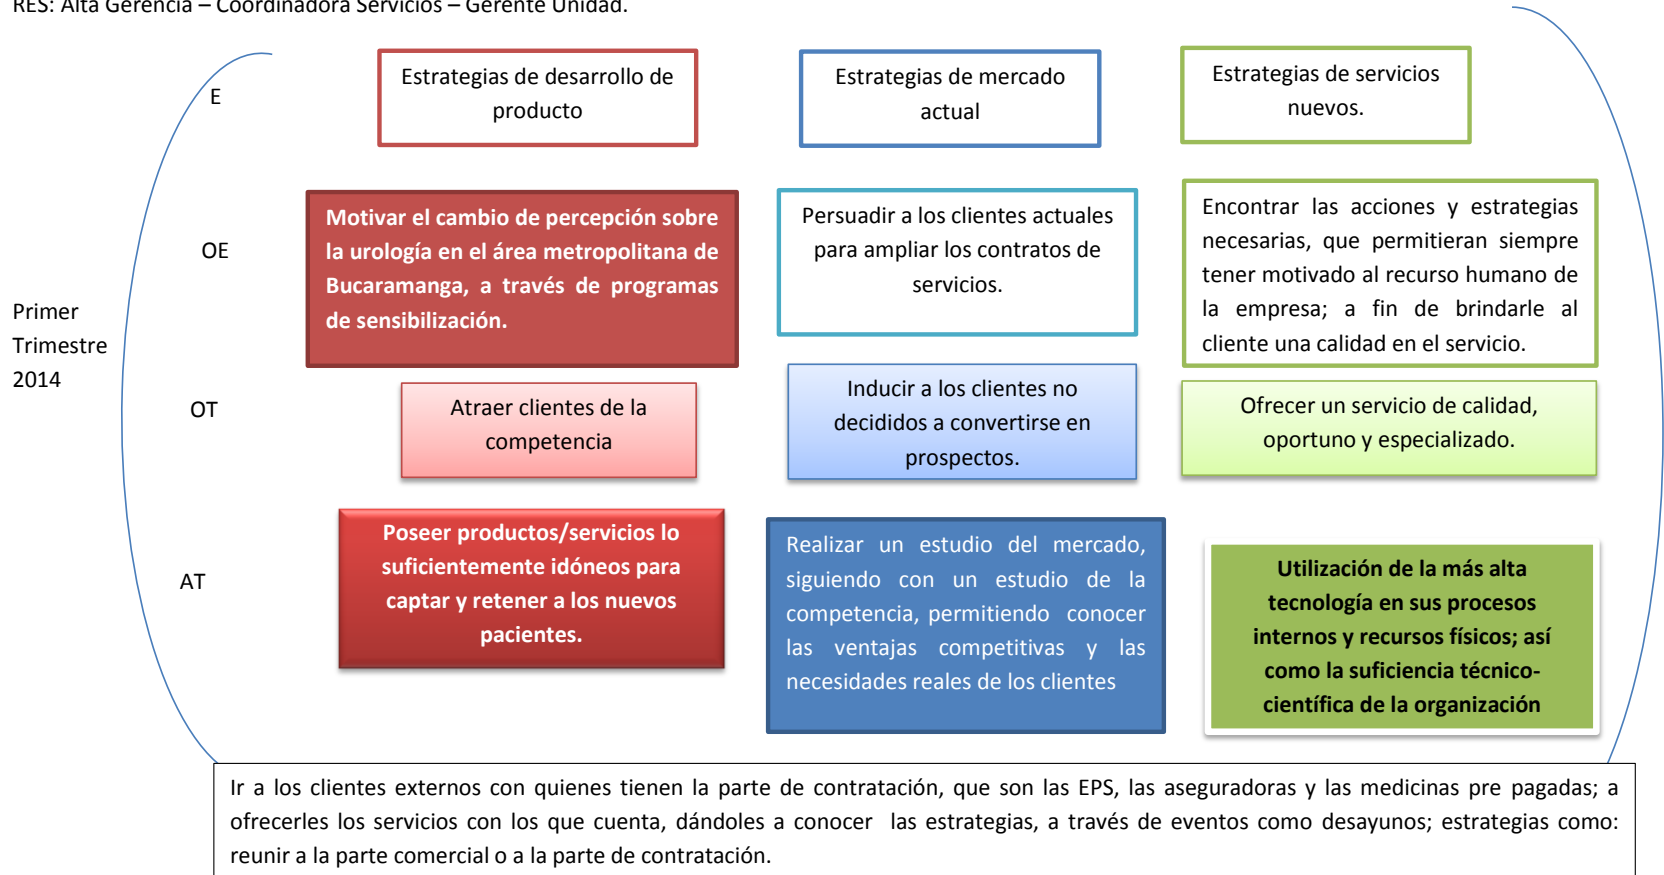 RES: Alta Gerencia – Coordinadora Servicios – Gerente Unidad.
E
Estrategias de desarrollo de
producto
Estrategias de mercado
actual
Estrategias de servicios
nuevos.
OE
Motivar el cambio de percepción sobre
la urología en el área metropolitana de
Bucaramanga, a través de programas
de sensibilización.
Persuadir a los clientes actuales
para ampliar los contratos de
servicios.
Encontrar las acciones y estrategias
necesarias, que permitieran siempre
tener motivado al recurso humano de
la empresa; a fin de brindarle al
cliente una calidad en el servicio.
Primer
Trimestre
2014
OT
Atraer clientes de la
competencia
Inducir a los clientes no
decididos a convertirse en
prospectos.
Ofrecer un servicio de calidad,
oportuno y especializado.
AT
Poseer productos/servicios lo
suficientemente idóneos para
captar y retener a los nuevos
pacientes.
Realizar un estudio del mercado,
siguiendo con un estudio de la
competencia, permitiendo conocer
las ventajas competitivas y las
necesidades reales de los clientes
Utilización de la más alta
tecnología en sus procesos
internos y recursos físicos; así
como la suficiencia técnico-
científica de la organización
Ir a los clientes externos con quienes tienen la parte de contratación, que son las EPS, las aseguradoras y las medicinas pre pagadas; a
ofrecerles los servicios con los que cuenta, dándoles a conocer las estrategias, a través de eventos como desayunos; estrategias como:
reunir a la parte comercial o a la parte de contratación.